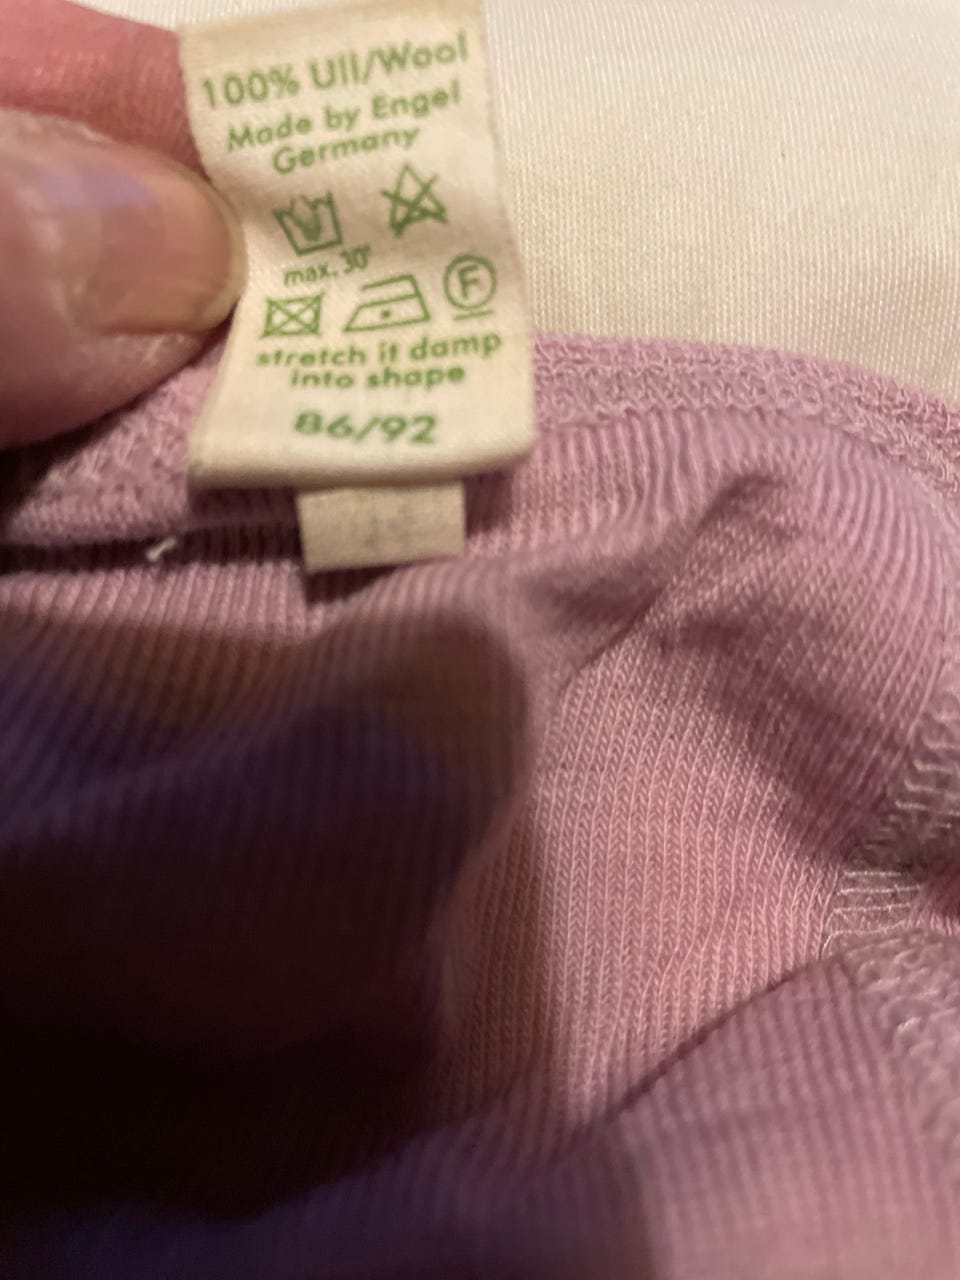 100% Ull/Wool
Made by Engel
Germany
max. 30°
F
stretch it damp
into shape
86/92